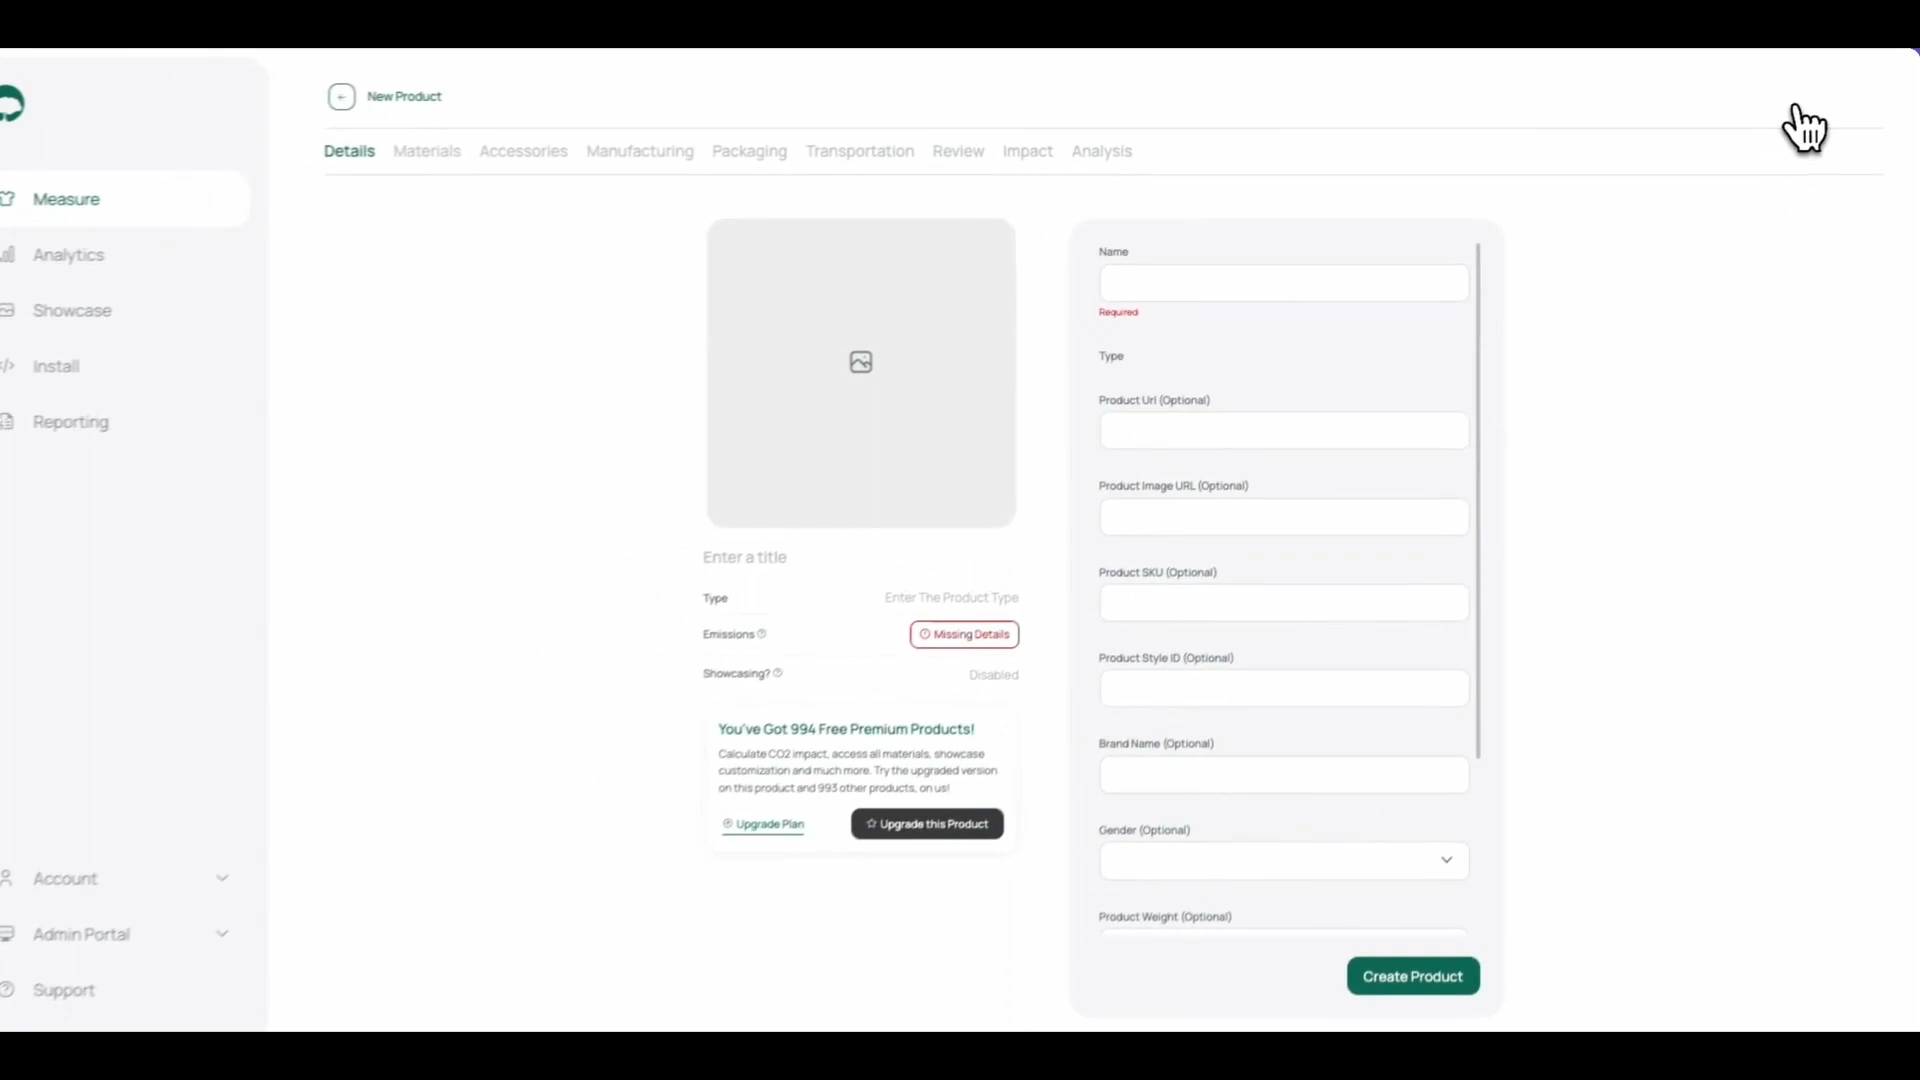 New Product
Details Materials Accessories Manufacturing Packaging Transportation Review Impact Analysis
Measure
Analytics
Showcase
Install
Reporting
Account
Admin Portal
Support
Enter a title
Type Enter The Product Type
Emissions Missing Details
Showcasing? Disabled
You've Got 994 Free Premium Products!
Calculate CO2 impact, access all materials, showcase
customization and much more. Try the upgraded version
on this product and 993 other products, on us!
Upgrade Plan Upgrade this Product
Name
Required
Type
Product Url (Optional)
Product Image URL (Optional)
Product SKU (Optional)
Product Style ID (Optional)
Brand Name (Optional)
Gender (Optional)
Product Weight (Optional)
Create Product